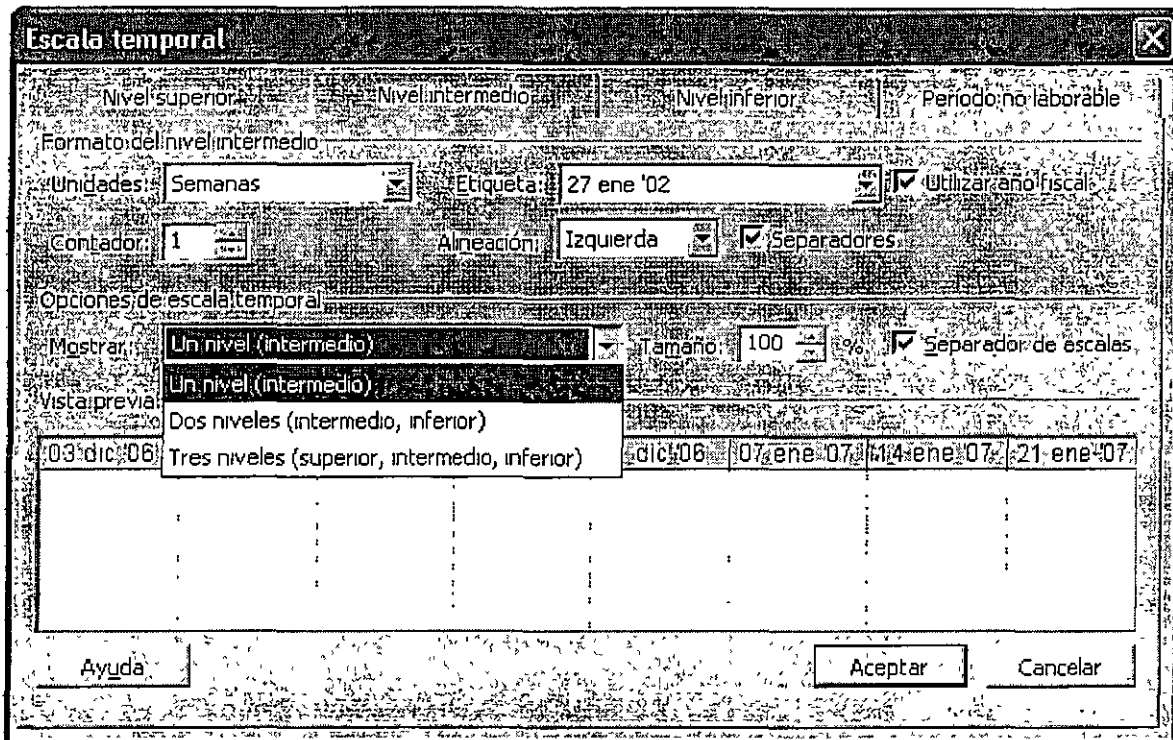 Escala temporal
Nivel superior Nivel intermedio Nivel inferior Periodo no laborable
Formato del nivel intermedio
Unidades: Semanas Etiqueta: 27 ene '02 Utilizar año fiscal
Contador: 1 Alineación: Izquierda Separadores
Opciones de escala temporal
Mostrar: Un nivel (intermedio) Tamaño: 100 % Separador de escalas
Un nivel (intermedio)
Vista previa
Dos niveles (intermedio, inferior)
Tres niveles (superior, intermedio, inferior)
03 dic '06 dic '06 07 ene '07 14 ene '07 21 ene '07
Ayuda Aceptar Cancelar